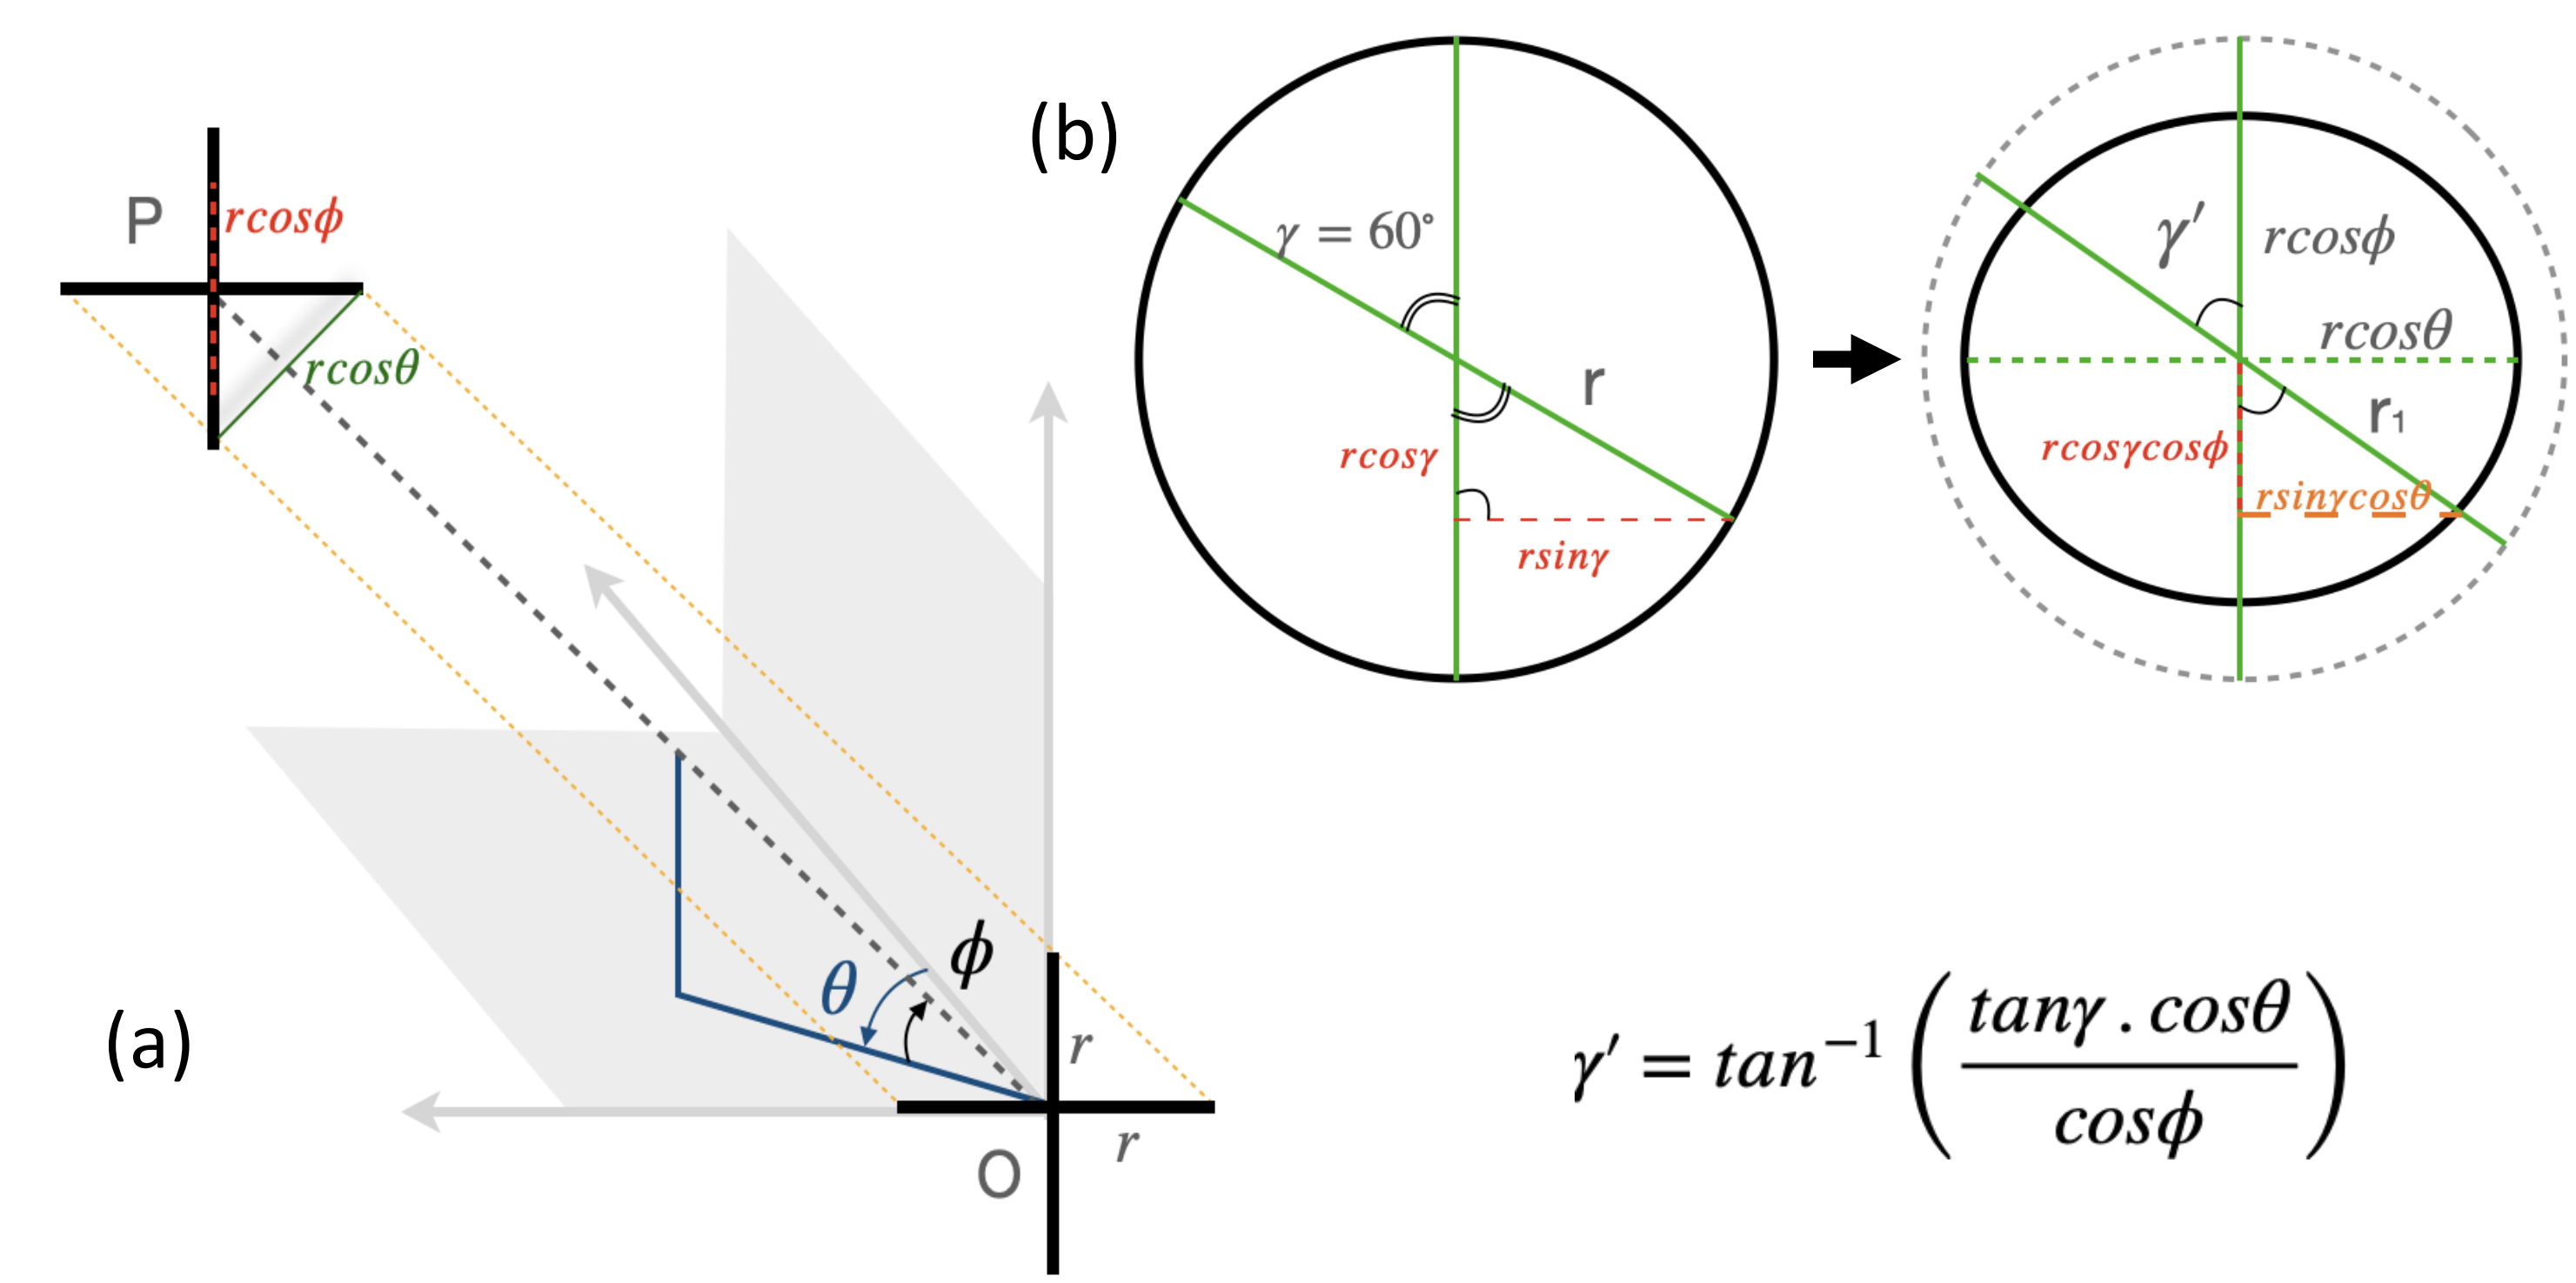 (b)
P
rcosϕ
rcosθ
γ = 60°
r
rcosγ
rsinγ
γ′
rcosϕ
rcosθ
r₁
rcosγcosϕ
rsinγcosθ
(a)
θ
ϕ
r
r
O
γ′ = tan⁻¹ (tanγ . cosθ / cosϕ)